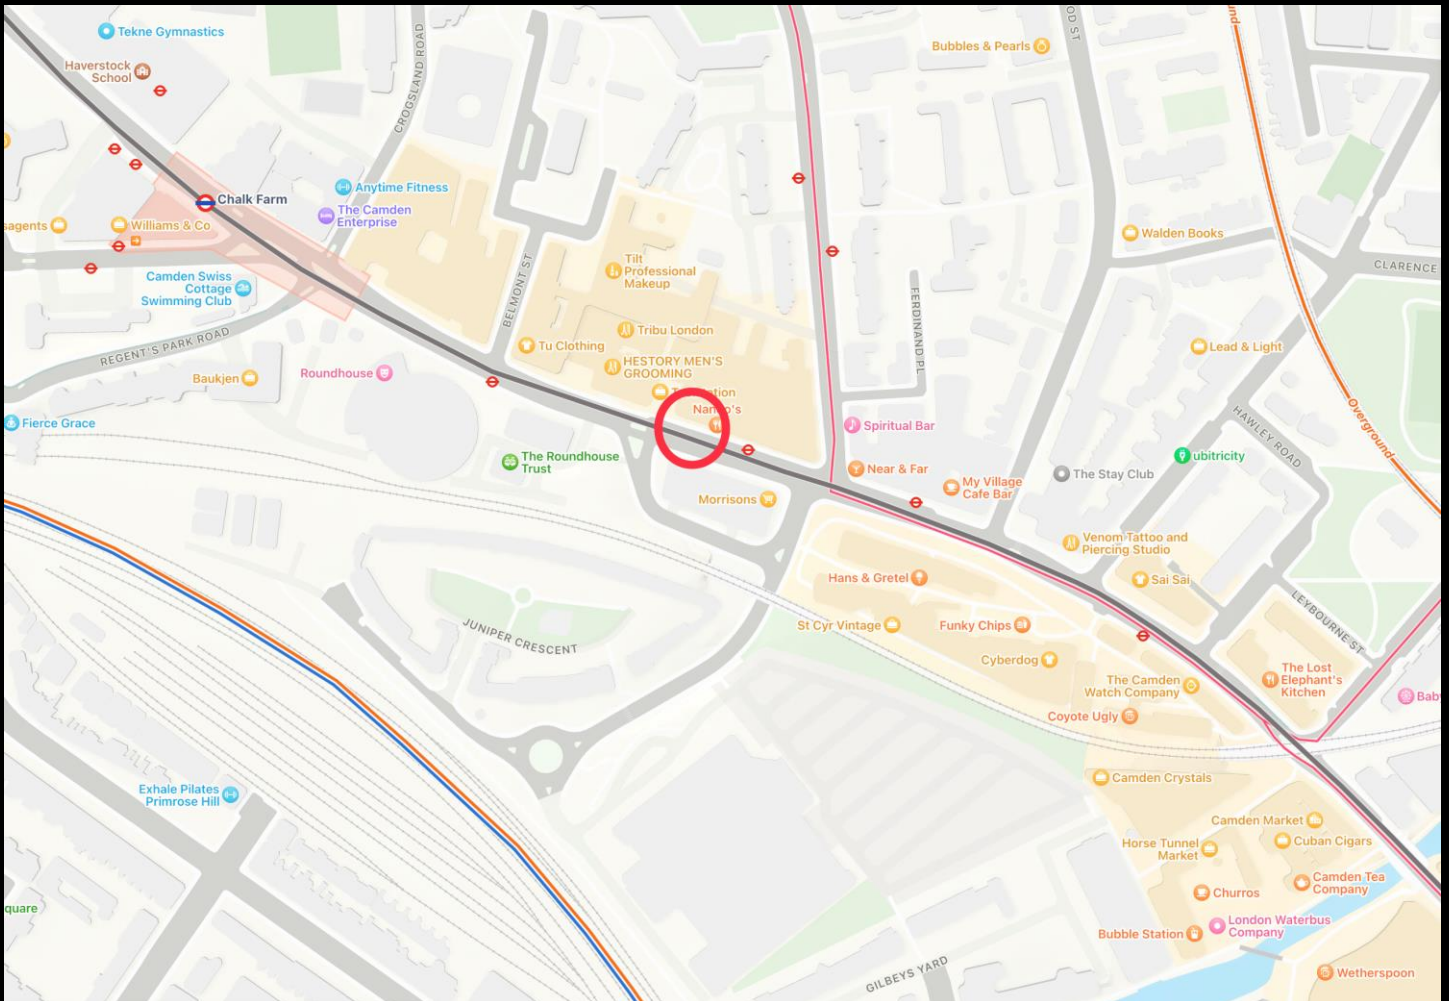 Tekne Gymnastics
Haverstock
School
CROGSLAND ROAD
Bubbles & Pearls
OD ST
und
Chalk Farm
Anytime Fitness
The Camden
Enterprise
sagents
Williams & Co
Camden Swiss
Cottage
Swimming Club
Walden Books
CLARENCE
Tilt
Professional
Makeup
BELMONT ST
FERDINAND PL
REGENT'S PARK ROAD
Tribu London
Tu Clothing
HESTORY MEN'S
GROOMING
Lead & Light
Baukjen
Roundhouse
Fierce Grace
Spiritual Bar
HAWLEY ROAD
Overground
The Roundhouse
Trust
Near & Far
ubitricity
The Stay Club
My Village
Cafe Bar
Morrisons
Venom Tattoo and
Piercing Studio
Hans & Gretel
Sai Sai
St Cyr Vintage
Funky Chips
LEYBOURNE ST
JUNIPER CRESCENT
Cyberdog
The Lost
Elephant's
Kitchen
The Camden
Watch Company
Bab
Coyote Ugly
Camden Crystals
Exhale Pilates
Primrose Hill
Camden Market
Horse Tunnel
Market
Cuban Cigars
Camden Tea
Company
Churros
quare
London Waterbus
Company
Bubble Station
GILBEYS YARD
Wetherspoon